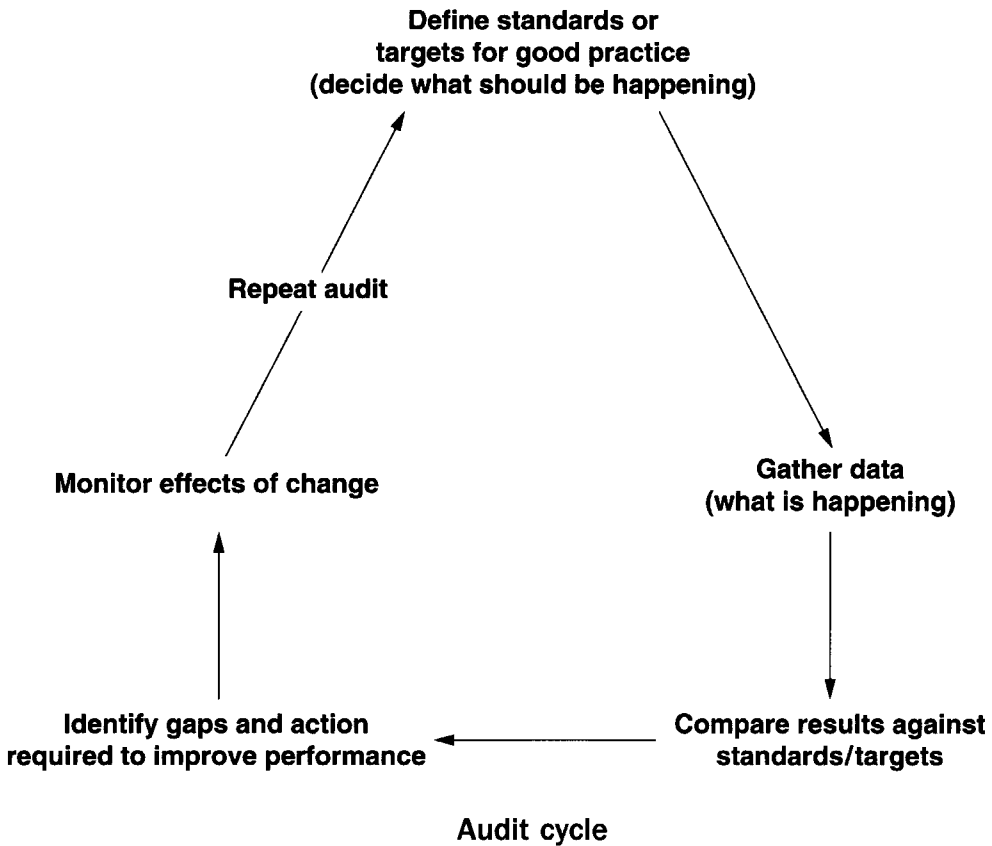 Define standards or
targets for good practice
(decide what should be happening)
Repeat audit
Monitor effects of change
Gather data
(what is happening)
Identify gaps and action
required to improve performance
Compare results against
standards/targets
Audit cycle